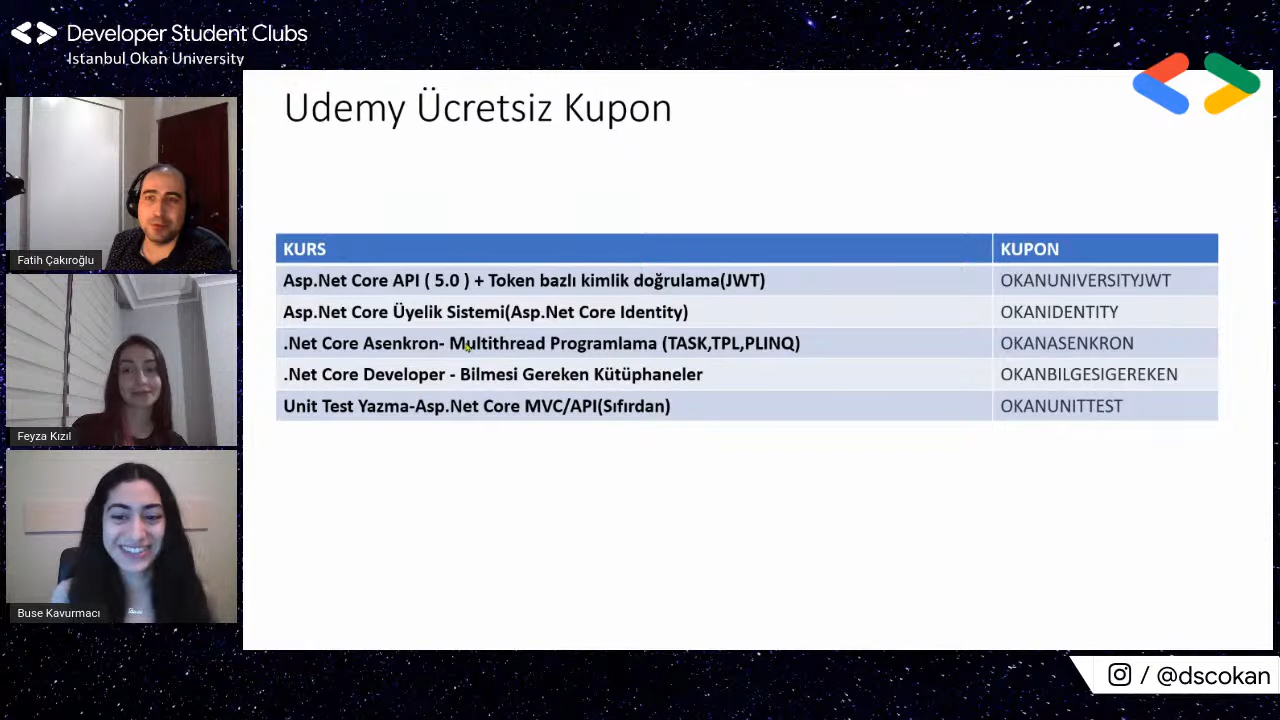 Developer Student Clubs
Istanbul Okan University
Udemy Ücretsiz Kupon
KURS KUPON
Asp.Net Core API ( 5.0 ) + Token bazlı kimlik doğrulama(JWT) OKANUNIVERSITYJWT
Asp.Net Core Üyelik Sistemi(Asp.Net Core Identity) OKANIDENTITY
.Net Core Asenkron- Multithread Programlama (TASK,TPL,PLINQ) OKANASENKRON
.Net Core Developer - Bilmesi Gereken Kütüphaneler OKANBILGESIGEREKEN
Unit Test Yazma-Asp.Net Core MVC/API(Sıfırdan) OKANUNITTEST
Fatih Çakıroğlu
Feyza Kızıl
Buse Kavurmacı
/ @dscokan